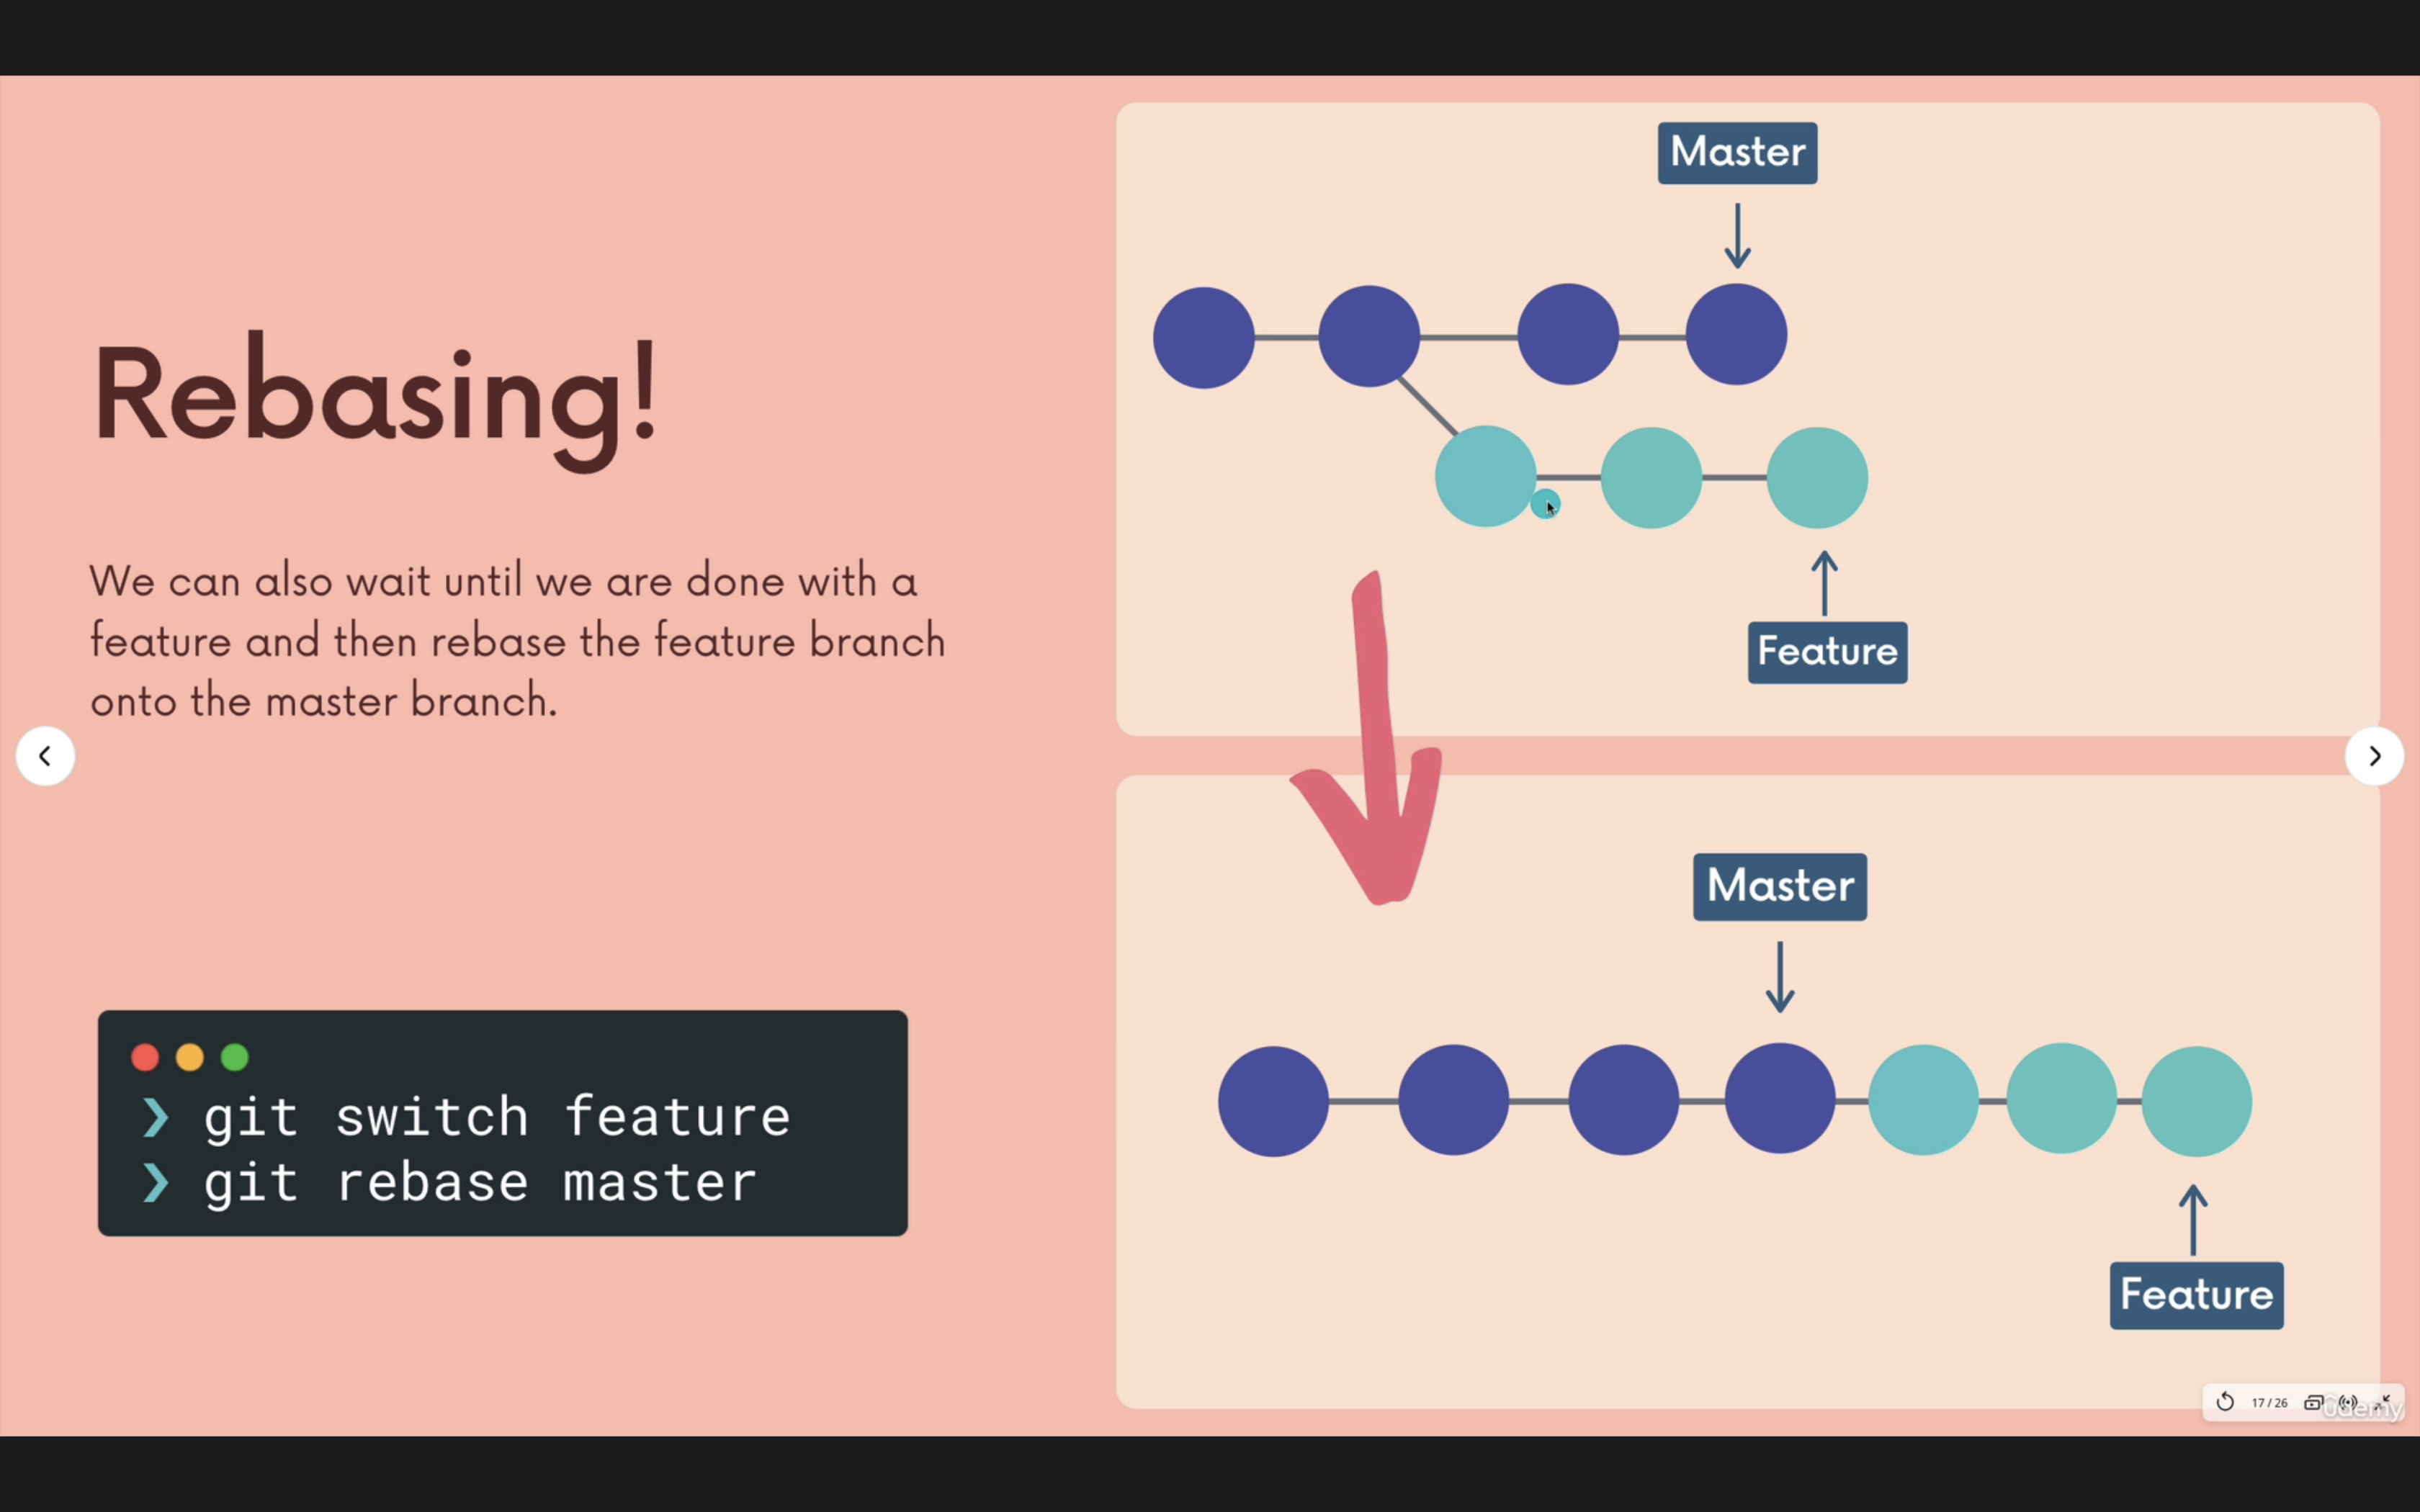 Rebasing!
We can also wait until we are done with a
feature and then rebase the feature branch
onto the master branch.
❯ git switch feature
❯ git rebase master
Master
Feature
Master
Feature
17 / 26
ûdemy